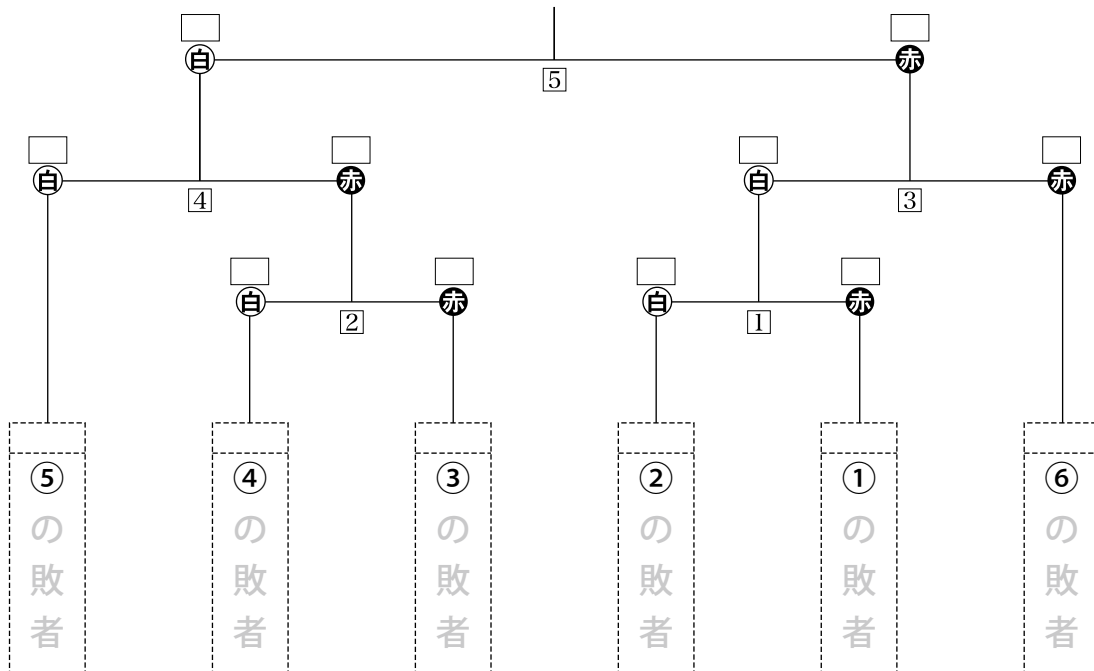 白 赤
5
白 赤 白 赤
4 3
白 赤 白 赤
2 1
⑤の敗者
④の敗者
③の敗者
②の敗者
①の敗者
⑥の敗者